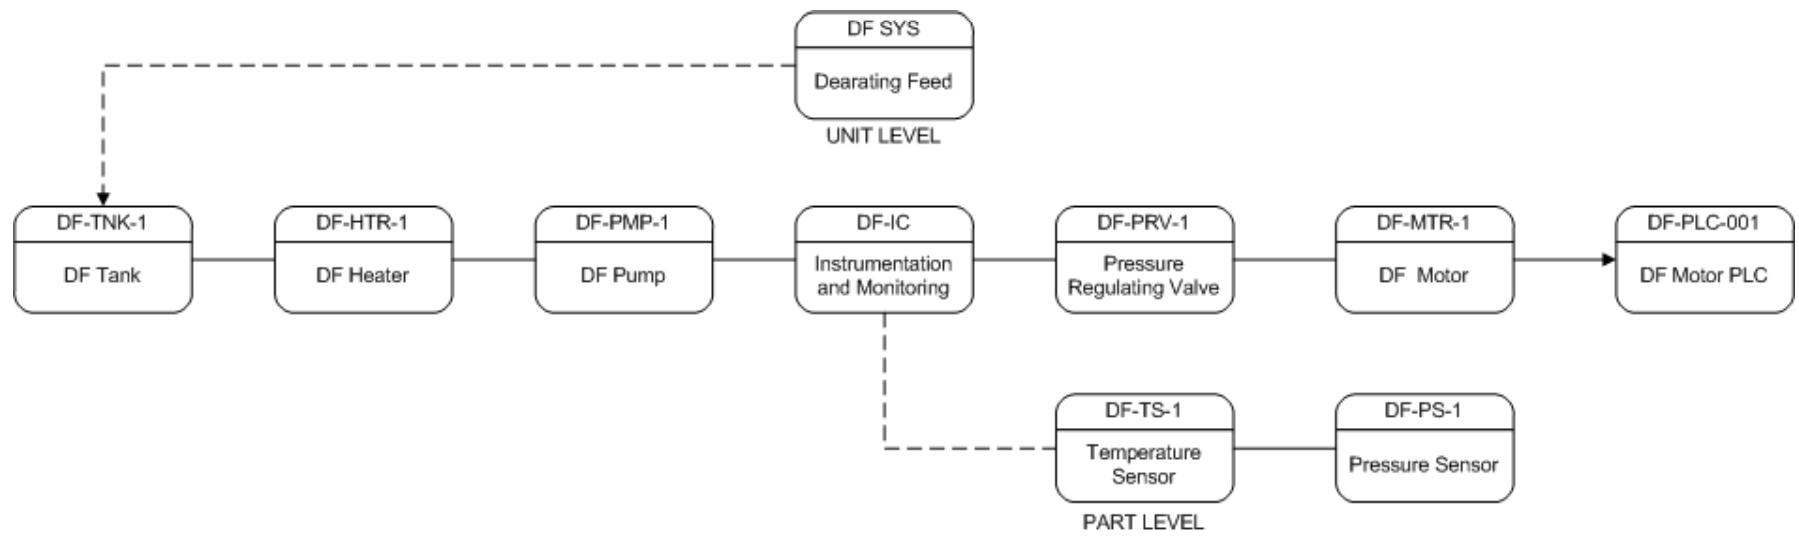 DF SYS
Dearating Feed
UNIT LEVEL
DF-TNK-1
DF Tank
DF-HTR-1
DF Heater
DF-PMP-1
DF Pump
DF-IC
Instrumentation
and Monitoring
DF-PRV-1
Pressure
Regulating Valve
DF-MTR-1
DF Motor
DF-PLC-001
DF Motor PLC
DF-TS-1
Temperature
Sensor
DF-PS-1
Pressure Sensor
PART LEVEL